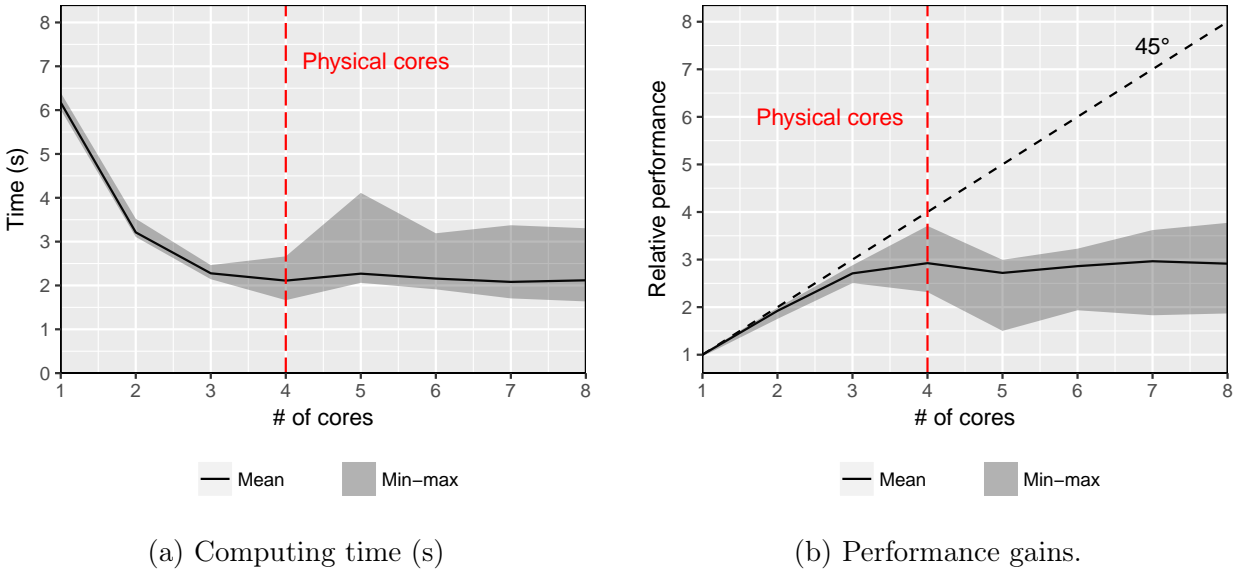 8
7
6
5
4
3
2
1
0
Time (s)
Physical cores
1 2 3 4 5 6 7 8
# of cores
Mean Min−max
(a) Computing time (s)
8
7
6
5
4
3
2
1
Relative performance
45°
Physical cores
1 2 3 4 5 6 7 8
# of cores
Mean Min−max
(b) Performance gains.